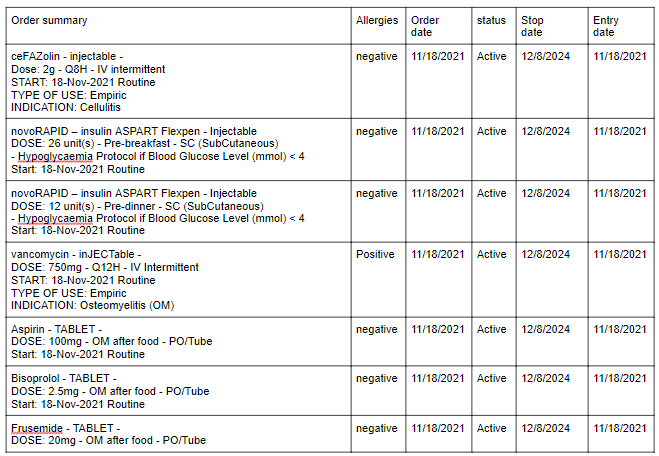 Order summary Allergies Order date status Stop date Entry date
ceFAZolin - injectable - negative 11/18/2021 Active 12/8/2024 11/18/2021
Dose: 2g - Q8H - IV intermittent
START: 18-Nov-2021 Routine
TYPE OF USE: Empiric
INDICATION: Cellulitis
novoRAPID – insulin ASPART Flexpen - Injectable negative 11/18/2021 Active 12/8/2024 11/18/2021
DOSE: 26 unit(s) - Pre-breakfast - SC (SubCutaneous)
- Hypoglycaemia Protocol if Blood Glucose Level (mmol) < 4
Start: 18-Nov-2021 Routine
novoRAPID – insulin ASPART Flexpen - Injectable negative 11/18/2021 Active 12/8/2024 11/18/2021
DOSE: 12 unit(s) - Pre-dinner - SC (SubCutaneous)
- Hypoglycaemia Protocol if Blood Glucose Level (mmol) < 4
Start: 18-Nov-2021 Routine
vancomycin - inJECTable - Positive 11/18/2021 Active 12/8/2024 11/18/2021
DOSE: 750mg - Q12H - IV Intermittent
START: 18-Nov-2021 Routine
TYPE OF USE: Empiric
INDICATION: Osteomyelitis (OM)
Aspirin - TABLET - negative 11/18/2021 Active 12/8/2024 11/18/2021
DOSE: 100mg - OM after food - PO/Tube
Start: 18-Nov-2021 Routine
Bisoprolol - TABLET - negative 11/18/2021 Active 12/8/2024 11/18/2021
DOSE: 2.5mg - OM after food - PO/Tube
Start: 18-Nov-2021 Routine
Frusemide - TABLET - negative 11/18/2021 Active 12/8/2024 11/18/2021
DOSE: 20mg - OM after food - PO/Tube